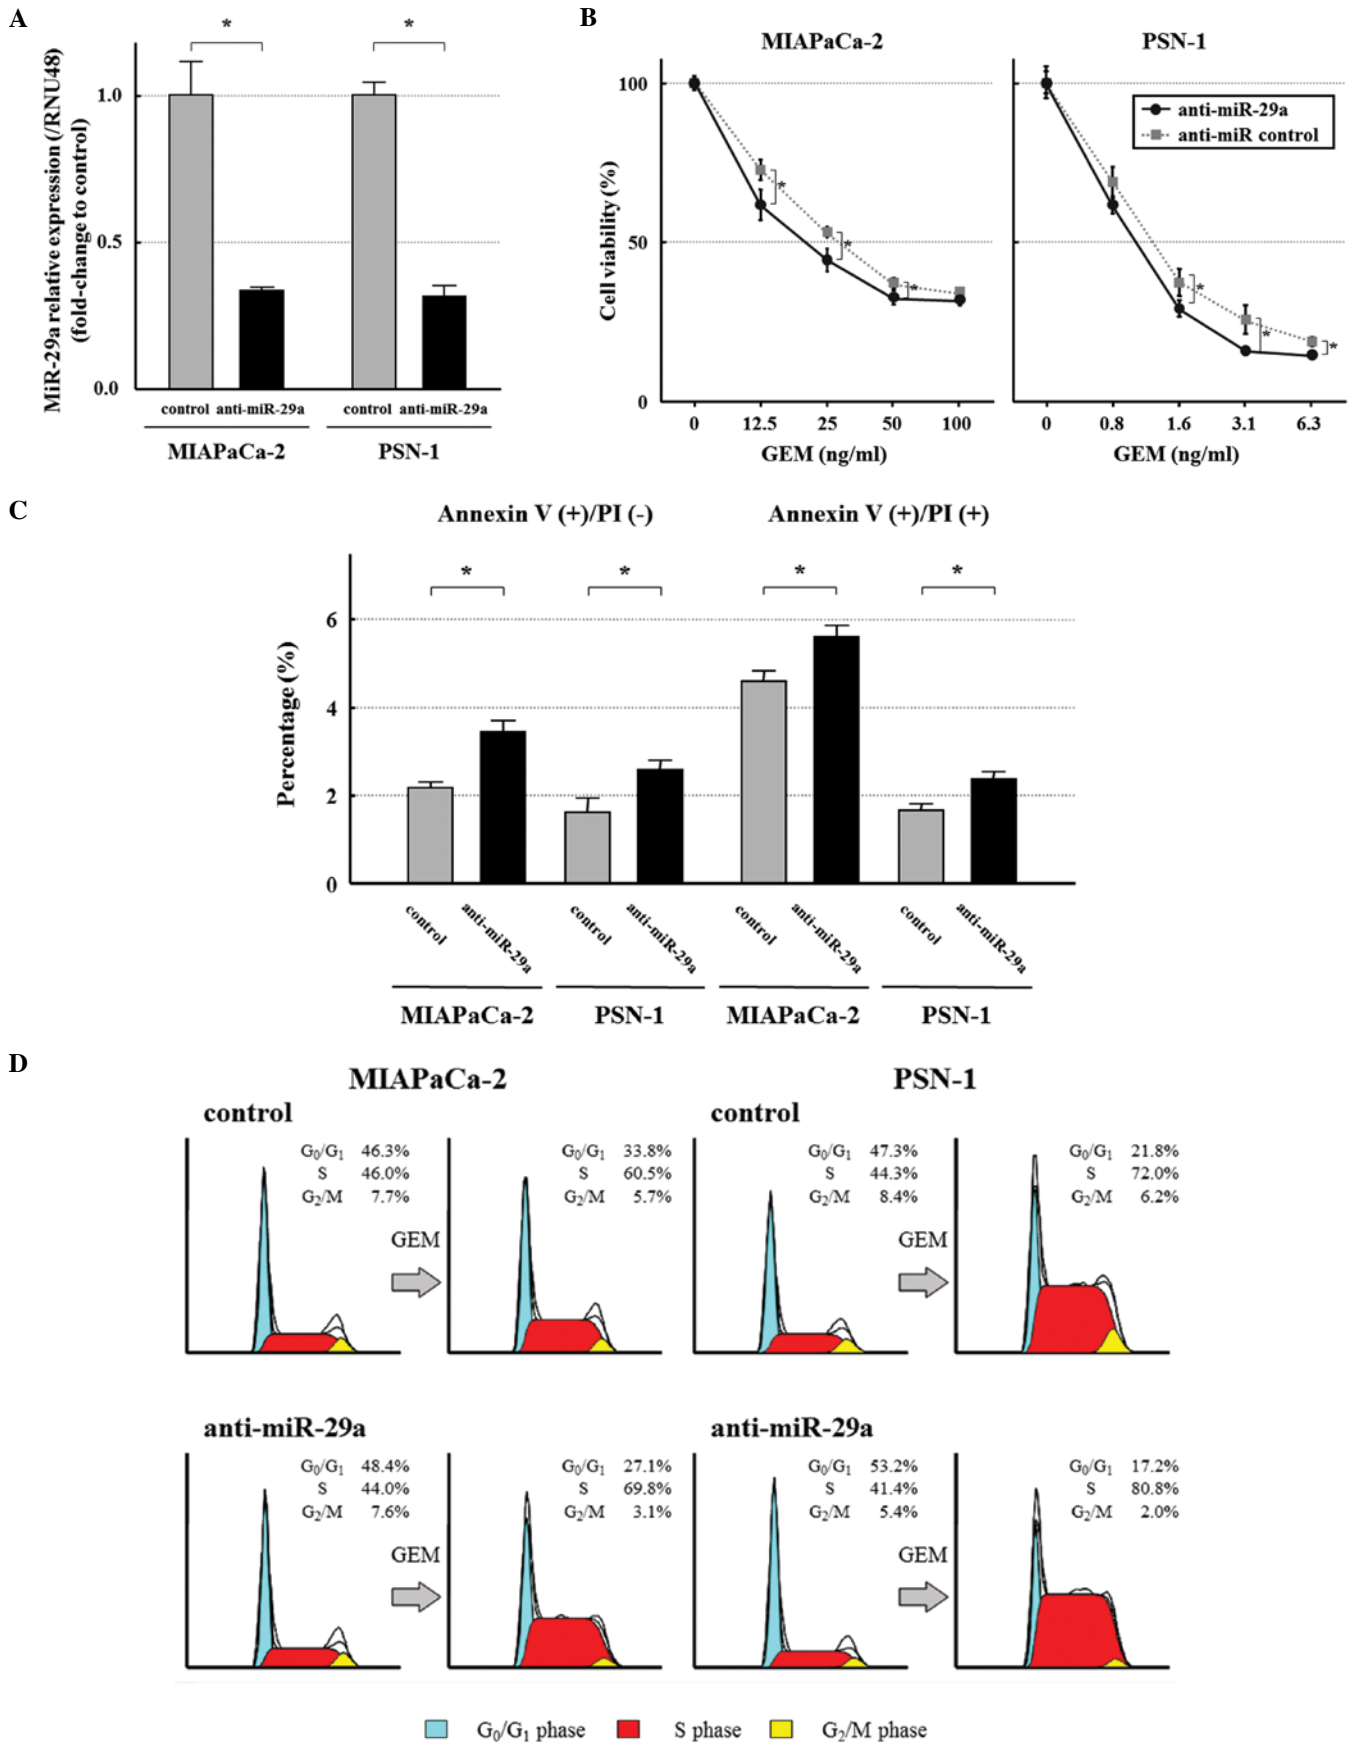 A
MiR-29a relative expression (/RNU48)
(fold-change to control)
*
*
1.0
0.5
0.0
control anti-miR-29a
control anti-miR-29a
MIAPaCa-2
PSN-1
B
MIAPaCa-2
PSN-1
Cell viability (%)
100
50
0
*
*
*
0 12.5 25 50 100
GEM (ng/ml)
anti-miR-29a
anti-miR control
*
*
*
0 0.8 1.6 3.1 6.3
GEM (ng/ml)
C
Annexin V (+)/PI (-)
Annexin V (+)/PI (+)
Percentage (%)
* * * *
6
4
2
0
control anti-miR-29a control anti-miR-29a control anti-miR-29a control anti-miR-29a
MIAPaCa-2 PSN-1 MIAPaCa-2 PSN-1
D
MIAPaCa-2
PSN-1
control
G0/G1 46.3%
S 46.0%
G2/M 7.7%
GEM
G0/G1 33.8%
S 60.5%
G2/M 5.7%
control
G0/G1 47.3%
S 44.3%
G2/M 8.4%
GEM
G0/G1 21.8%
S 72.0%
G2/M 6.2%
anti-miR-29a
G0/G1 48.4%
S 44.0%
G2/M 7.6%
GEM
G0/G1 27.1%
S 69.8%
G2/M 3.1%
anti-miR-29a
G0/G1 53.2%
S 41.4%
G2/M 5.4%
GEM
G0/G1 17.2%
S 80.8%
G2/M 2.0%
G0/G1 phase
S phase
G2/M phase